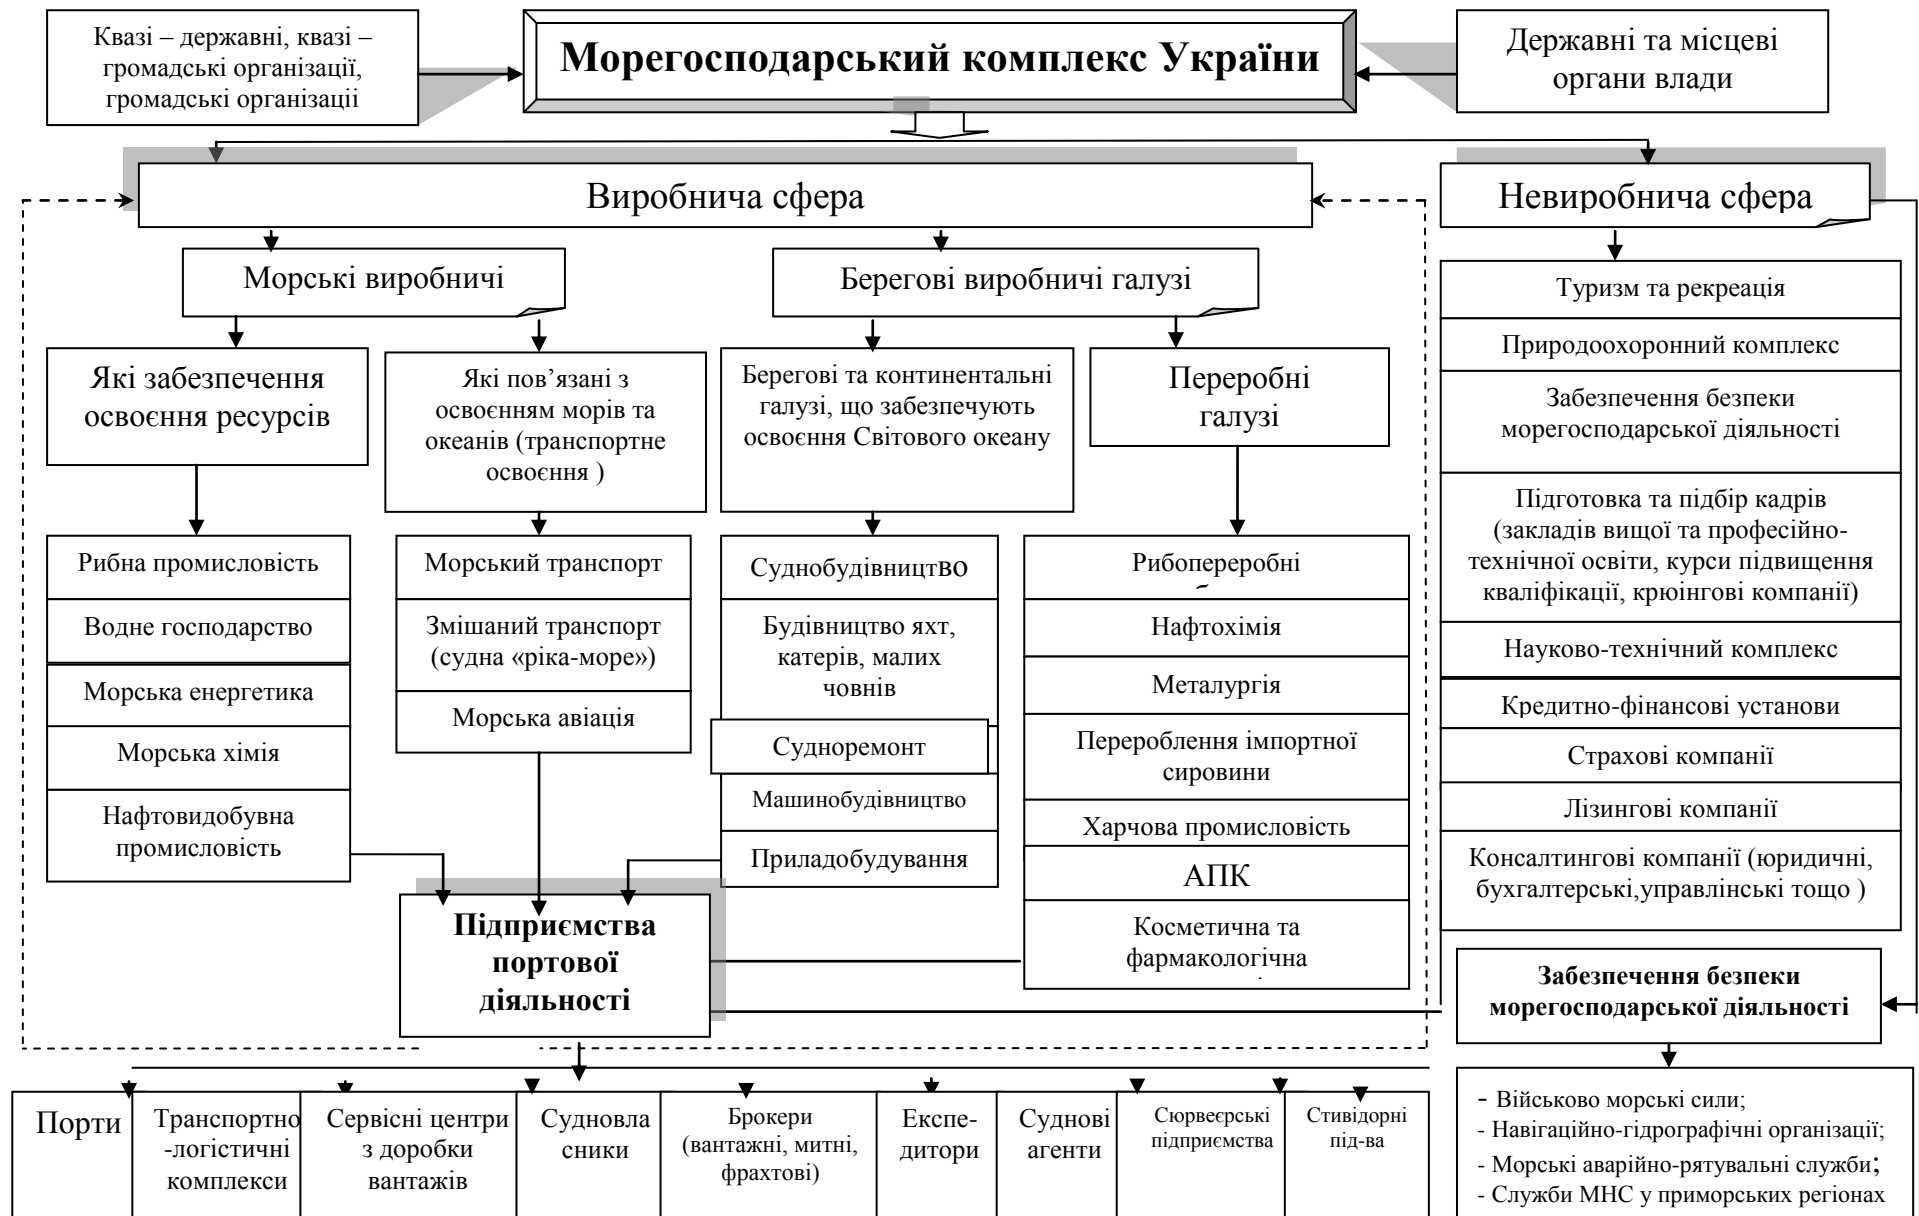 Квазі – державні, квазі –
громадські організації,
громадські організації
Морегосподарський комплекс України
Державні та місцеві
органи влади
Виробнича сфера
Невиробнича сфера
Морські виробничі
Берегові виробничі галузі
Які забезпечення
освоєння ресурсів
Які пов’язані з
освоєнням морів та
океанів (транспортне
освоєння )
Берегові та континентальні
галузі, що забезпечують
освоєння Світового океану
Переробні
галузі
Рибна промисловість
Водне господарство
Морська енергетика
Морська хімія
Нафтовидобувна
промисловість
Морський транспорт
Змішаний транспорт
(судна «ріка-море»)
Морська авіація
Суднобудівництво
Будівництво яхт,
катерів, малих
човнів
Судноремонт
Машинобудівництво
Приладобудування
Рибопереробні
Нафтохімія
Металургія
Перероблення імпортної
сировини
Харчова промисловість
АПК
Косметична та
фармакологічна
Туризм та рекреація
Природоохоронний комплекс
Забезпечення безпеки
морегосподарської діяльності
Підготовка та підбір кадрів
(закладів вищої та професійно-
технічної освіти, курси підвищення
кваліфікації, крюінгові компанії)
Науково-технічний комплекс
Кредитно-фінансові установи
Страхові компанії
Лізингові компанії
Консалтингові компанії (юридичні,
бухгалтерські,управлінські тощо )
Підприємства
портової
діяльності
Забезпечення безпеки
морегосподарської діяльності
Порти
Транспортно
-логістичні
комплекси
Сервісні центри
з доробки
вантажів
Судновла
сники
Брокери
(вантажні, митні,
фрахтові)
Експе-
дитори
Суднові
агенти
Сюрвеєрські
підприємства
Стивідорні
під-ва
- Військово морські сили;
- Навігаційно-гідрографічні організації;
- Морські аварійно-рятувальні служби;
- Служби МНС у приморських регіонах